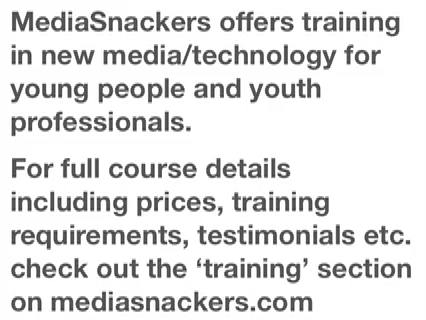 MediaSnackers offers training
in new media/technology for
young people and youth
professionals.
For full course details
including prices, training
requirements, testimonials etc.
check out the ‘training’ section
on mediasnackers.com